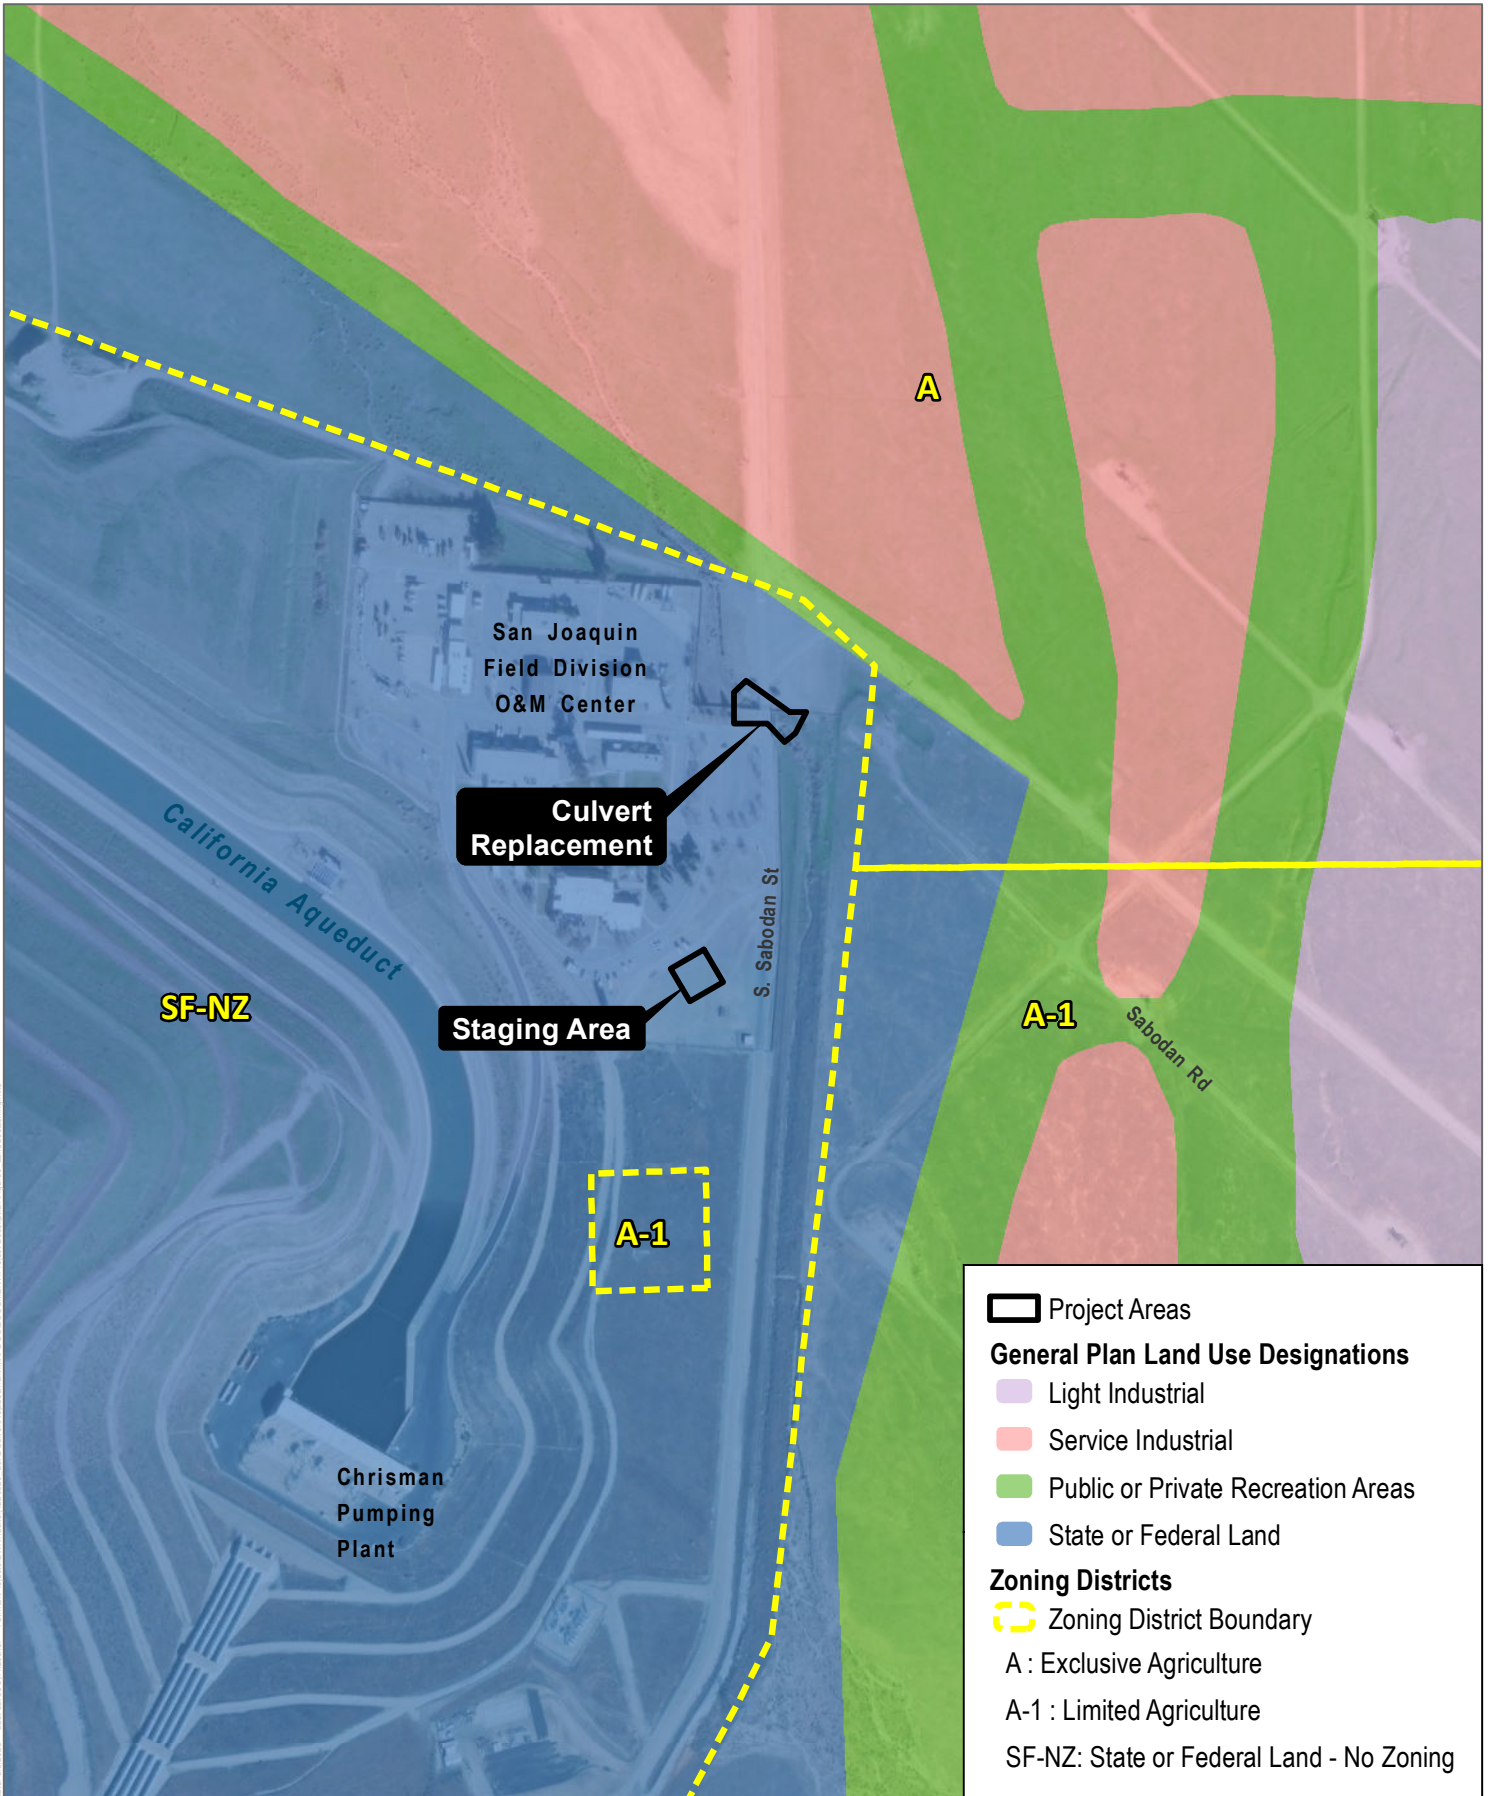 A
San Joaquin
Field Division
O&M Center
Culvert
Replacement
California Aqueduct
S. Sabodan St
SF-NZ
Staging Area
A-1
Sabodan Rd
A-1
Chrisman
Pumping
Plant
Project Areas
General Plan Land Use Designations
Light Industrial
Service Industrial
Public or Private Recreation Areas
State or Federal Land
Zoning Districts
Zoning District Boundary
A : Exclusive Agriculture
A-1 : Limited Agriculture
SF-NZ: State or Federal Land - No Zoning